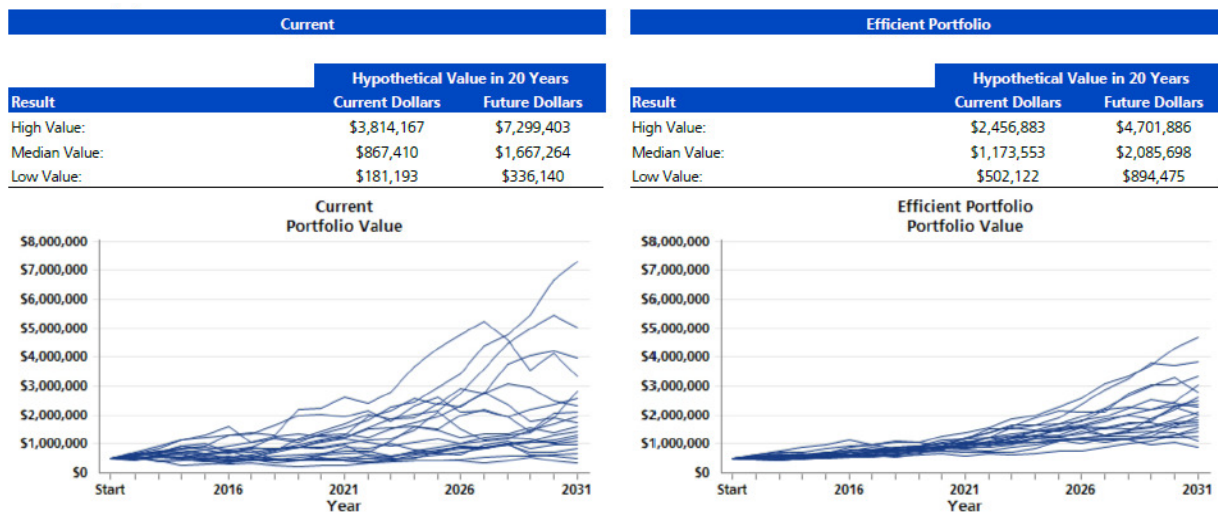 Current
Hypothetical Value in 20 Years
Result Current Dollars Future Dollars
High Value: $3,814,167 $7,299,403
Median Value: $867,410 $1,667,264
Low Value: $181,193 $336,140
Current
Portfolio Value
$8,000,000
$7,000,000
$6,000,000
$5,000,000
$4,000,000
$3,000,000
$2,000,000
$1,000,000
$0
Start 2016 2021 2026 2031
Year
Efficient Portfolio
Hypothetical Value in 20 Years
Result Current Dollars Future Dollars
High Value: $2,456,883 $4,701,886
Median Value: $1,173,553 $2,085,698
Low Value: $502,122 $894,475
Efficient Portfolio
Portfolio Value
$8,000,000
$7,000,000
$6,000,000
$5,000,000
$4,000,000
$3,000,000
$2,000,000
$1,000,000
$0
Start 2016 2021 2026 2031
Year